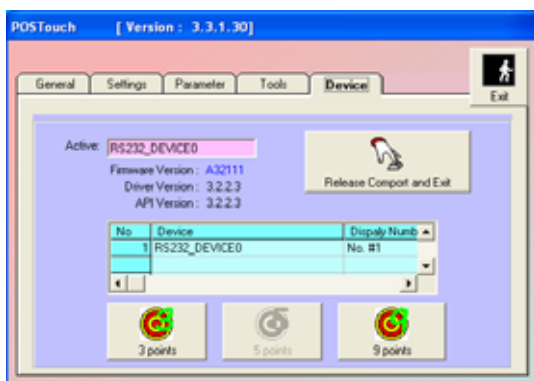 POSTouch [ Version : 3.3.1.30]
General Settings Parameter Tools Device
Exit
Active: RS232_DEVICE0
Firmware Version : A32111
Driver Version : 3.2.2.3
API Version : 3.2.2.3
Release Comport and Exit
No Device Dispaly Numb
1 RS232_DEVICE0 No. #1
3 points 5 points 9 points